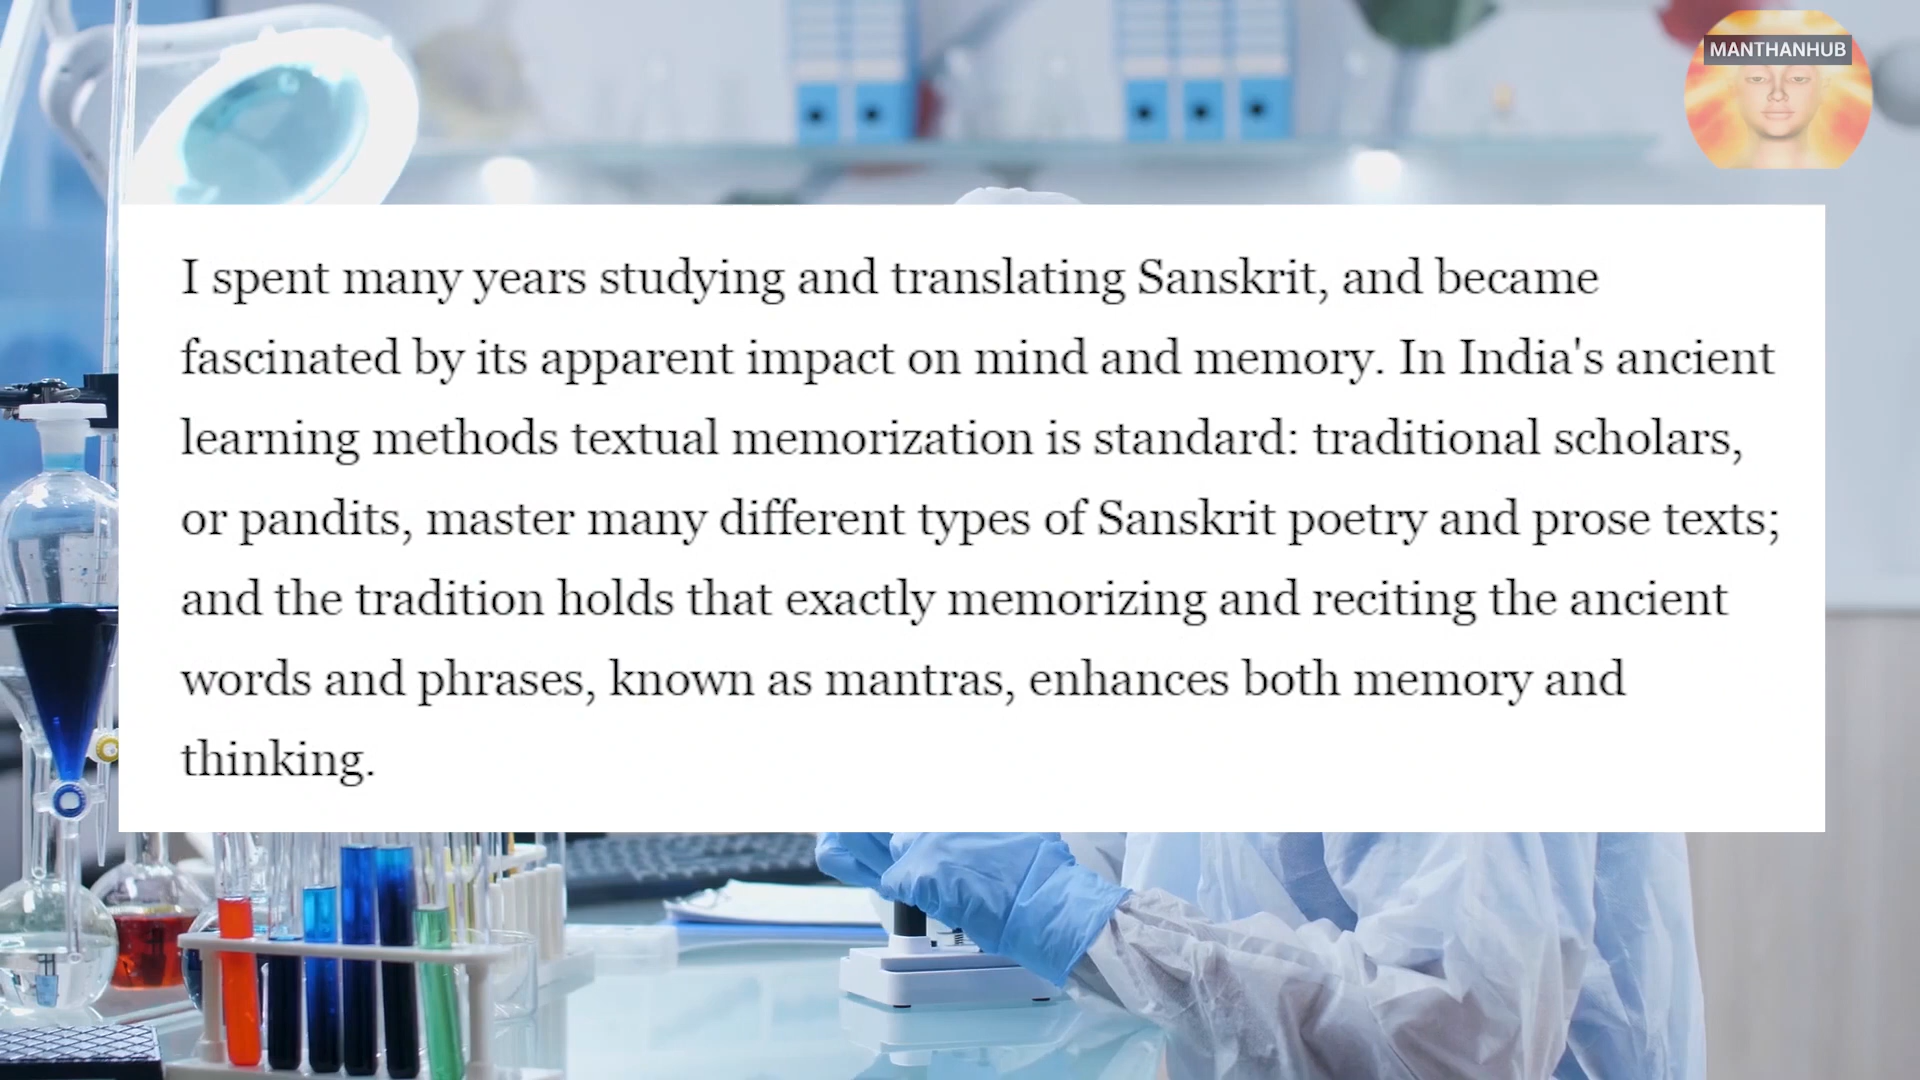 MANTHANHUB
I spent many years studying and translating Sanskrit, and became
fascinated by its apparent impact on mind and memory. In India's ancient
learning methods textual memorization is standard: traditional scholars,
or pandits, master many different types of Sanskrit poetry and prose texts;
and the tradition holds that exactly memorizing and reciting the ancient
words and phrases, known as mantras, enhances both memory and
thinking.